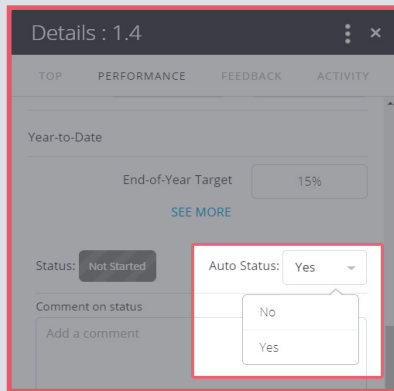 Details : 1.4
TOP PERFORMANCE FEEDBACK ACTIVITY
Year-to-Date
End-of-Year Target 15%
SEE MORE
Status: Not Started Auto Status: Yes
Comment on status No
Add a comment
Yes